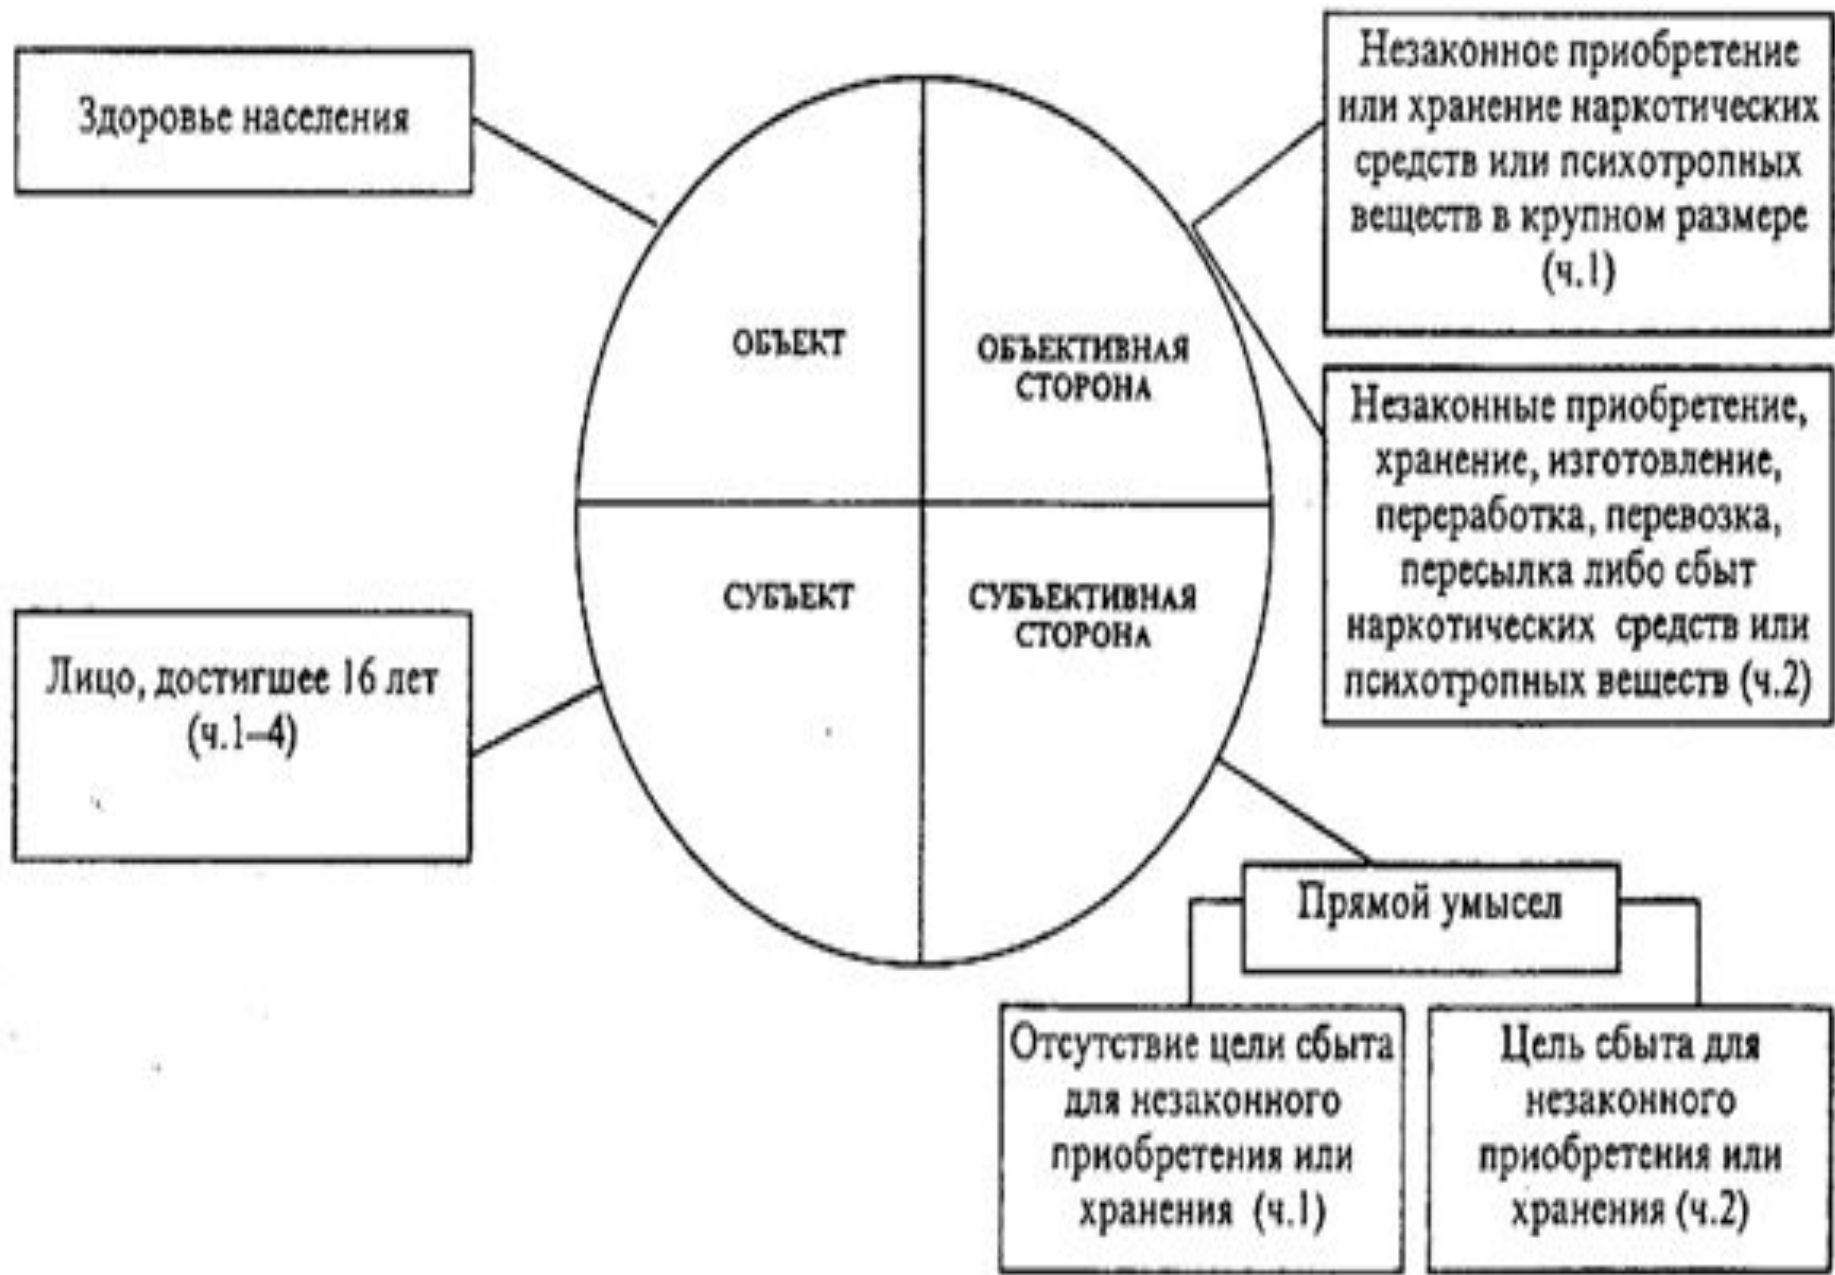 Здоровье населения
Незаконное приобретение
или хранение наркотических
средств или психотропных
веществ в крупном размере
(ч.1)
ОБЪЕКТ
ОБЪЕКТИВНАЯ
СТОРОНА
Незаконные приобретение,
хранение, изготовление,
переработка, перевозка,
пересылка либо сбыт
наркотических средств или
психотропных веществ (ч.2)
СУБЪЕКТ
СУБЪЕКТИВНАЯ
СТОРОНА
Лицо, достигшее 16 лет
(ч.1–4)
Прямой умысел
Отсутствие цели сбыта
для незаконного
приобретения или
хранения (ч.1)
Цель сбыта для
незаконного
приобретения или
хранения (ч.2)